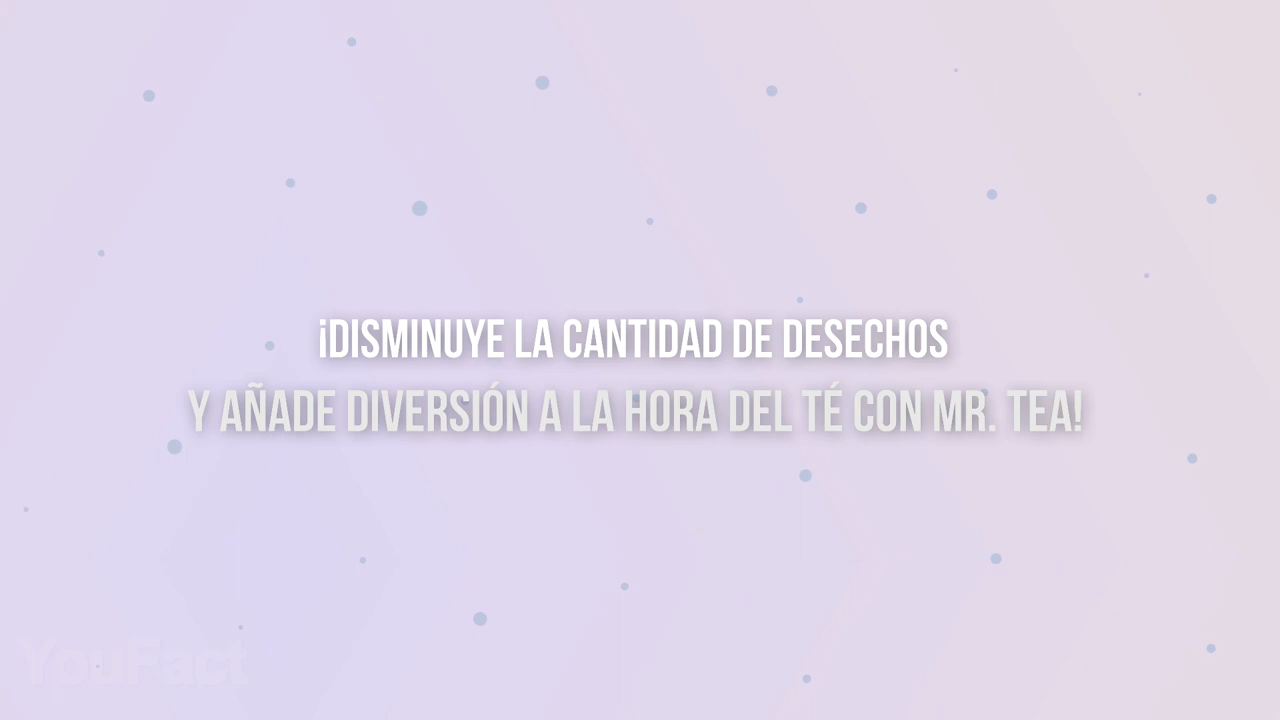 ¡DISMINUYE LA CANTIDAD DE DESECHOS
Y AÑADE DIVERSIÓN A LA HORA DEL TÉ CON MR. TEA!
YouFact